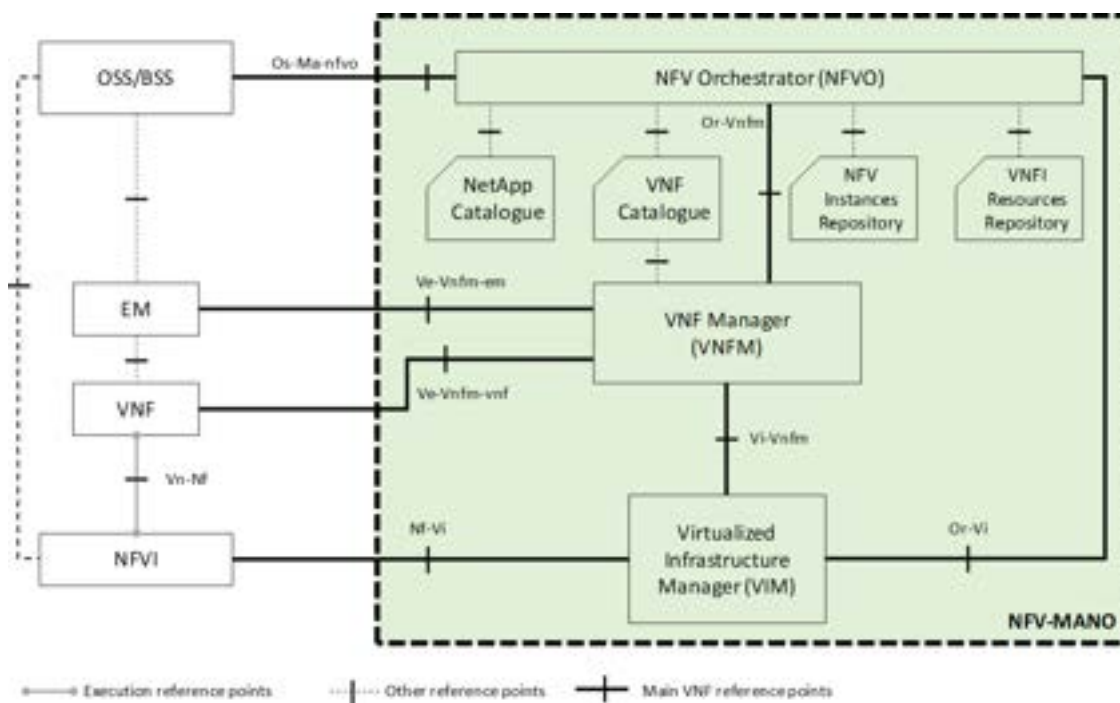 OSS/BSS
Os-Ma-nfvo
NFV Orchestrator (NFVO)
Or-Vnfm
NetApp
Catalogue
VNF
Catalogue
NFV
Instances
Repository
VNFI
Resources
Repository
EM
Ve-Vnfm-em
VNF Manager
(VNFM)
VNF
Ve-Vnfm-vnf
Vi-Vnfm
Vn-Nf
NFVI
Nf-Vi
Virtualized
Infrastructure
Manager (VIM)
Or-Vi
NFV-MANO
Execution reference points
Other reference points
Main VNF reference points